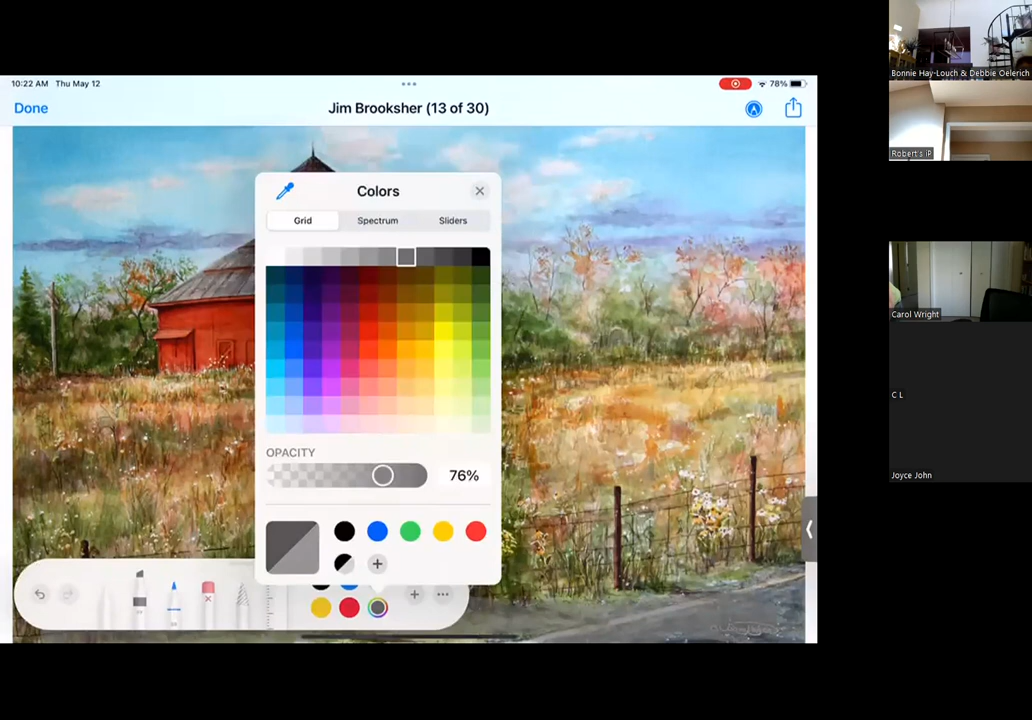 10:22 AM Thu May 12
78%
Done
Jim Brooksher (13 of 30)
Colors
Grid
Spectrum
Sliders
OPACITY
76%
Bonnie Hay-Louch & Debbie Oelerich
Robert's iP
Carol Wright
C L
Joyce John